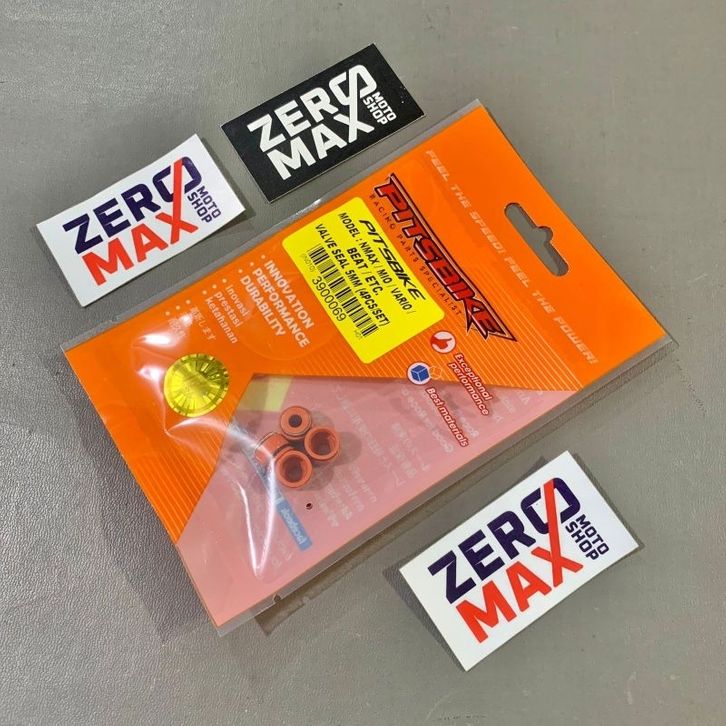 ZERO
MAX
MOTO
SHOP
ZERO
MAX
MOTO
SHOP
FEEL THE SPEED! FEEL THE POWER!
PITSBIKE
RACING PARTS SPECIALIST
PITSBIKE
MODEL : NMAX / MIO / VARIO /
BEAT / ETC.
VALVE SEAL 5MM (4PCS/SET)
3900069
INNOVATION
PERFORMANCE
DURABILITY
inovasi
prestasi
ketahanan
Exceptional
performance
Best materials
ZERO
MAX
MOTO
SHOP